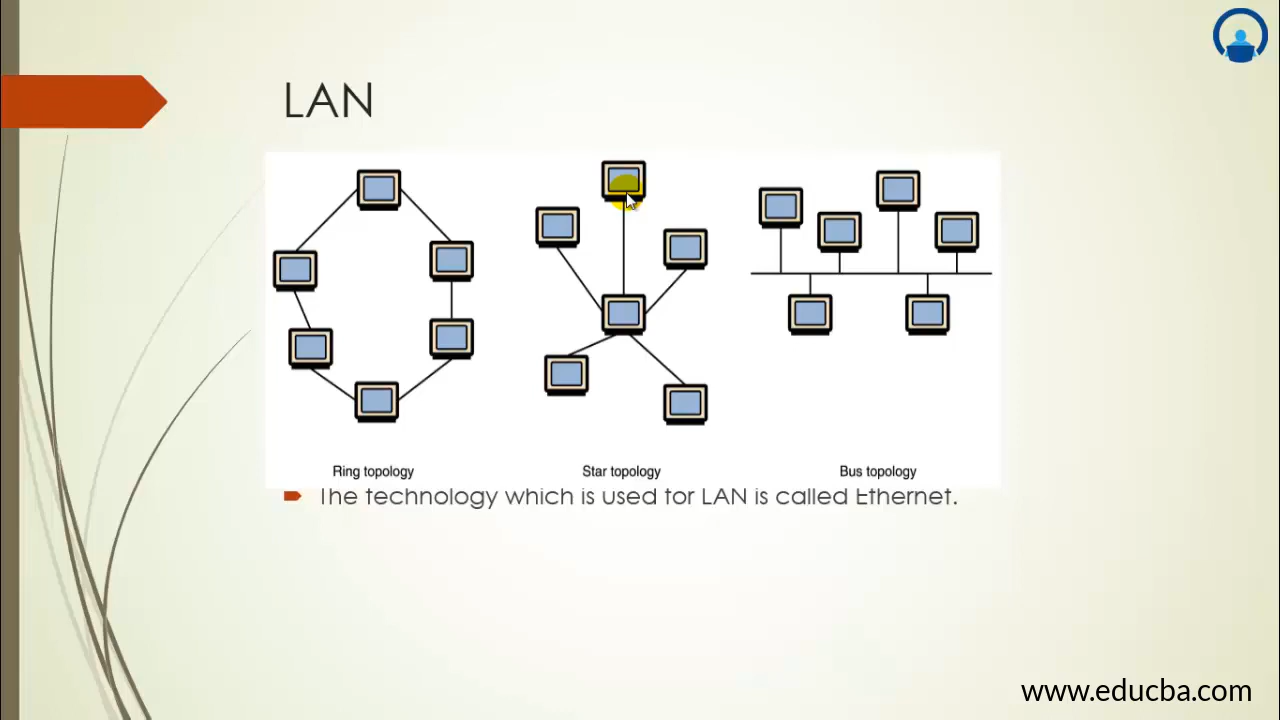 LAN
Ring topology
Star topology
Bus topology
The technology which is used for LAN is called Ethernet.
www.educba.com